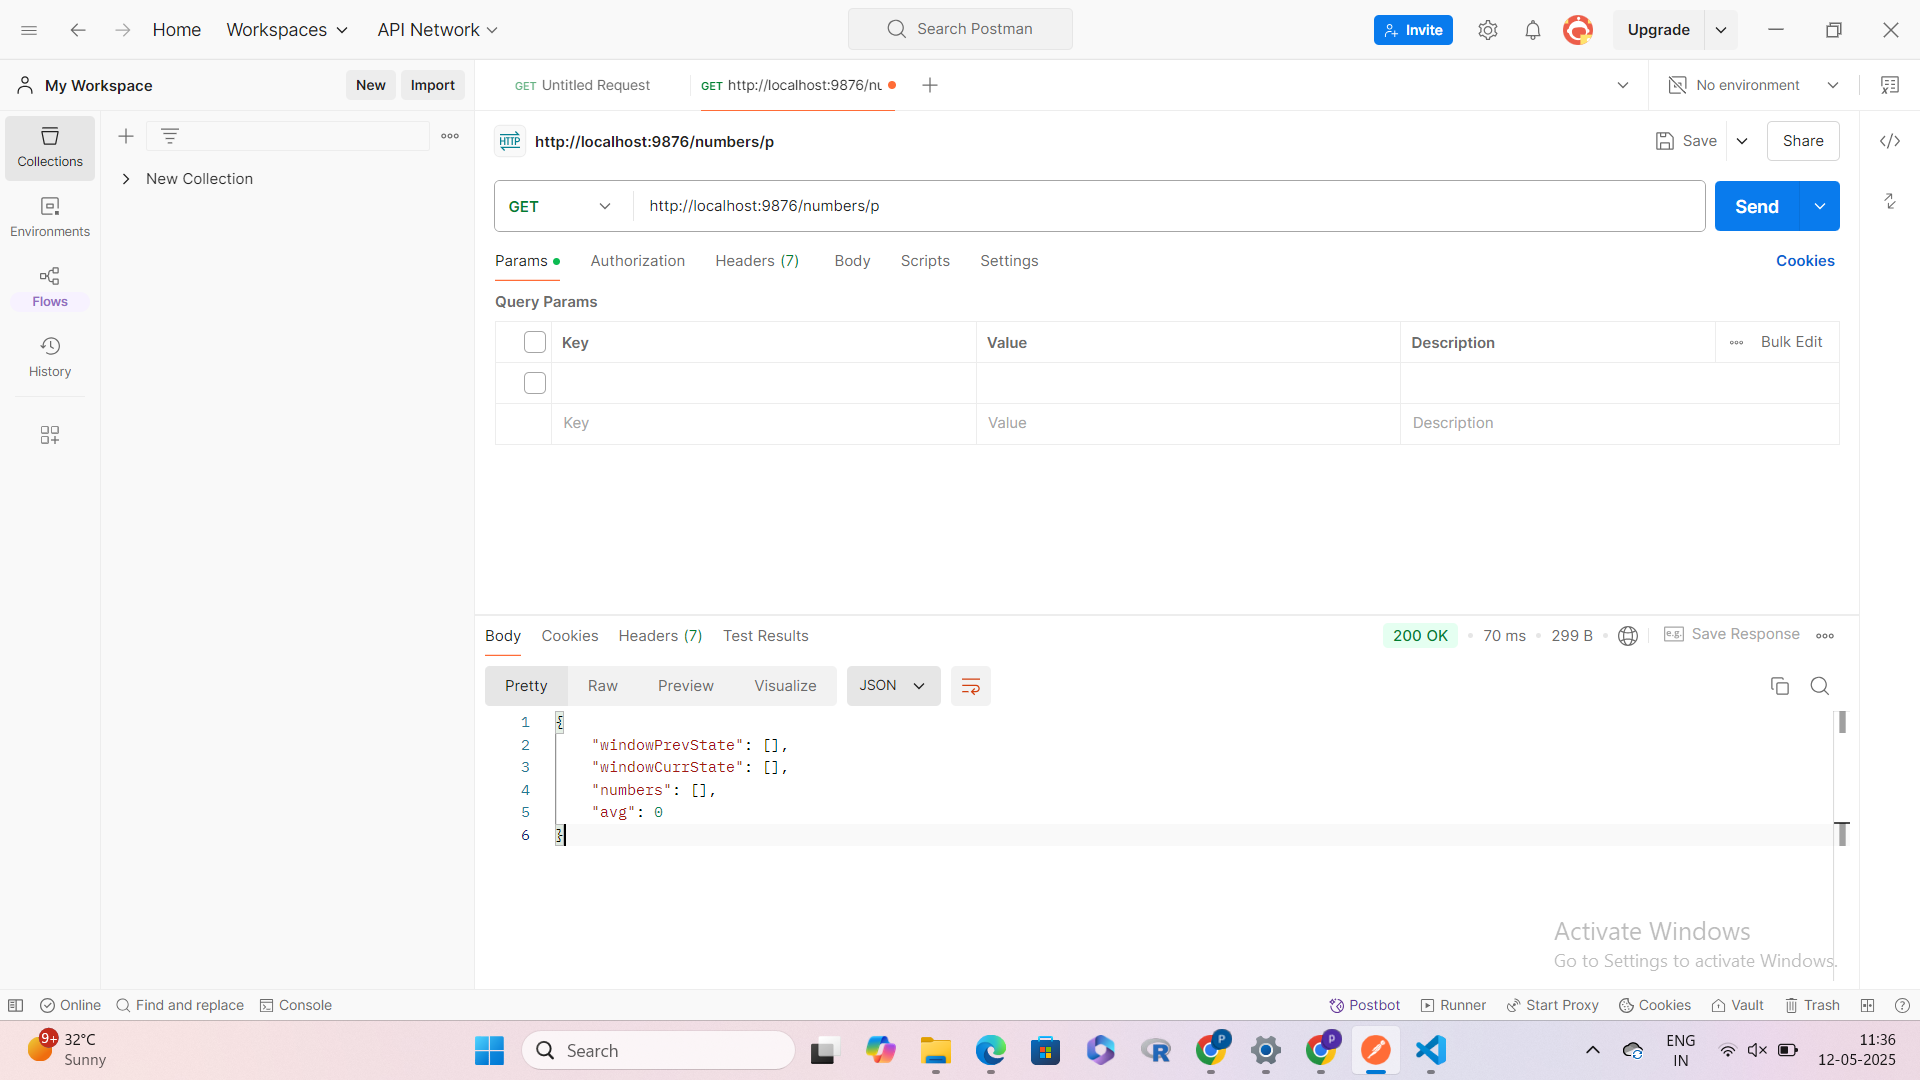 Home
Workspaces
API Network
Search Postman
Invite
Upgrade
My Workspace
New
Import
GET Untitled Request
GET http://localhost:9876/nu
No environment
Collections
New Collection
Environments
Flows
History
HTTP
http://localhost:9876/numbers/p
Save
Share
GET
http://localhost:9876/numbers/p
Send
Params
Authorization
Headers (7)
Body
Scripts
Settings
Cookies
Query Params
Key
Value
Description
Bulk Edit
Key
Value
Description
Body
Cookies
Headers (7)
Test Results
200 OK
70 ms
299 B
e.g. Save Response
Pretty
Raw
Preview
Visualize
JSON
1 {
2 "windowPrevState": [],
3 "windowCurrState": [],
4 "numbers": [],
5 "avg": 0
6 }
Activate Windows
Go to Settings to activate Windows.
Online
Find and replace
Console
Postbot
Runner
Start Proxy
Cookies
Vault
Trash
9+
32°C
Sunny
Search
P
p
ENG
IN
11:36
12-05-2025